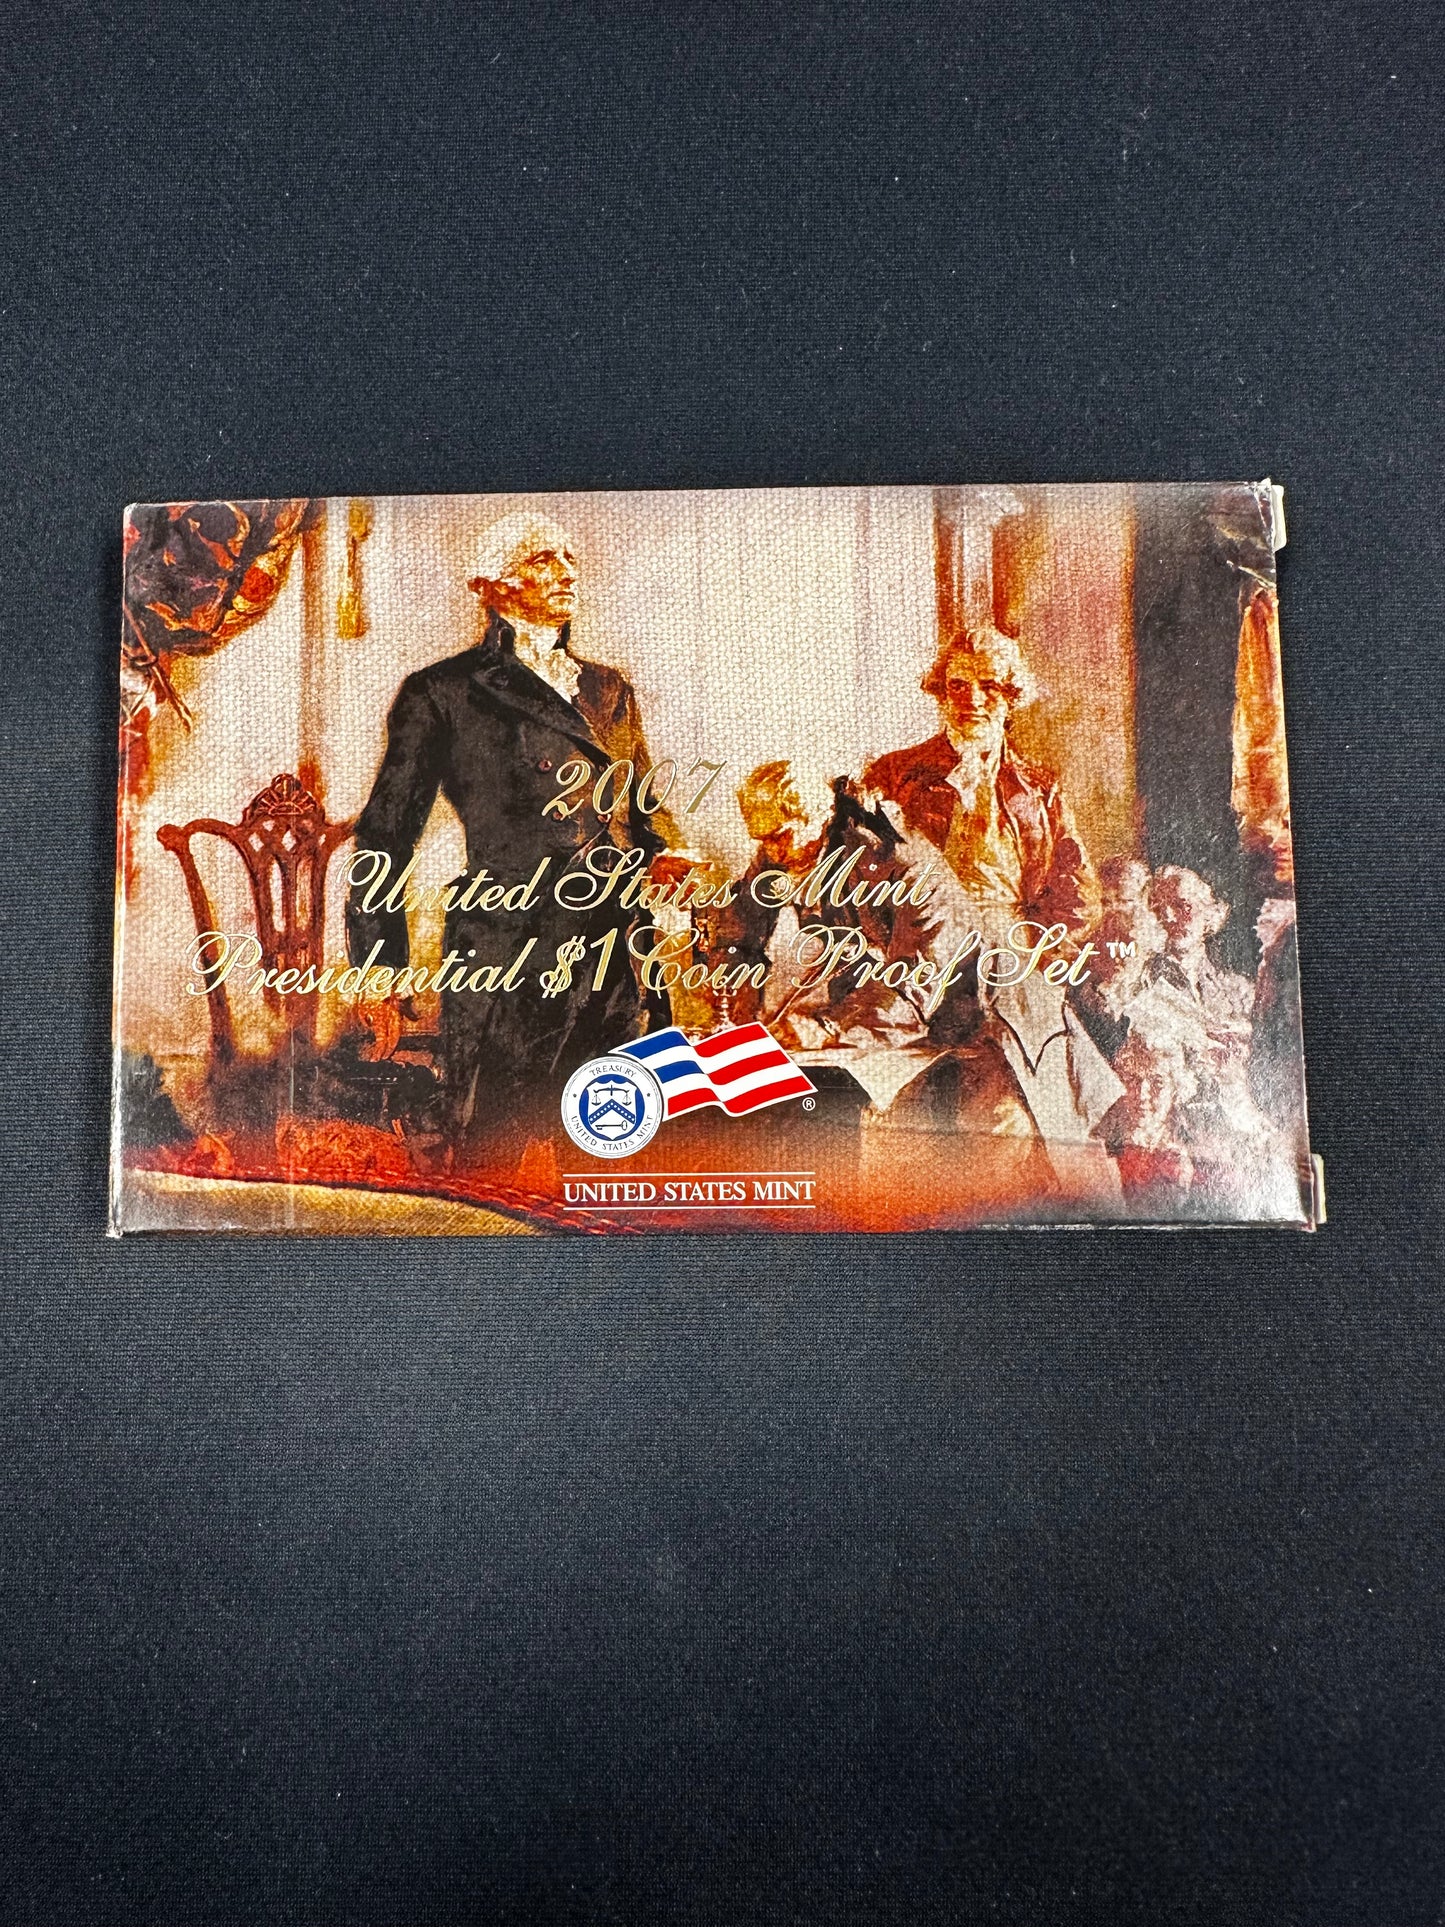 2007
United States Mint
Presidential $1 Coin Proof Set™
TREASURY
UNITED STATES MINT
®
UNITED STATES MINT